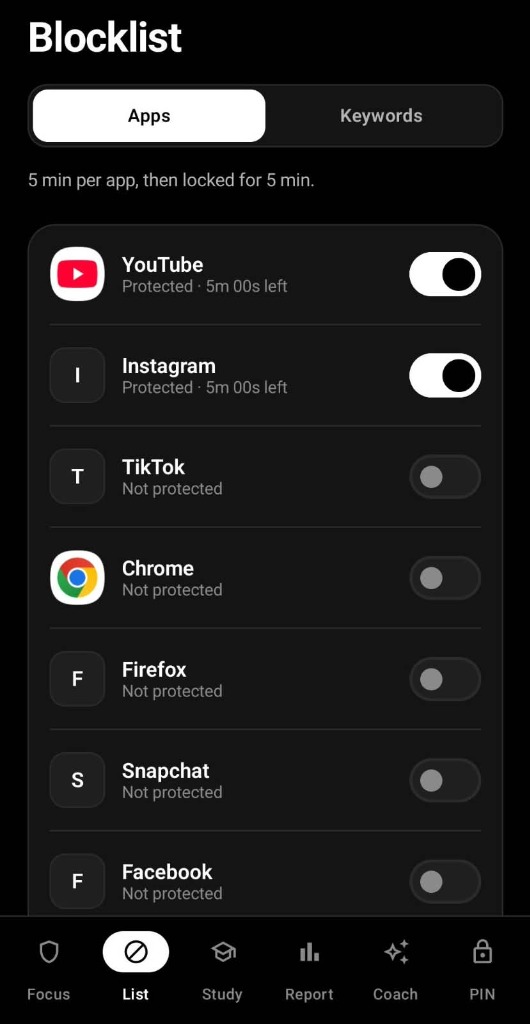 Blocklist
Apps
Keywords
5 min per app, then locked for 5 min.
YouTube
Protected · 5m 00s left
I
Instagram
Protected · 5m 00s left
T
TikTok
Not protected
Chrome
Not protected
F
Firefox
Not protected
S
Snapchat
Not protected
F
Facebook
Not protected
Focus
List
Study
Report
Coach
PIN